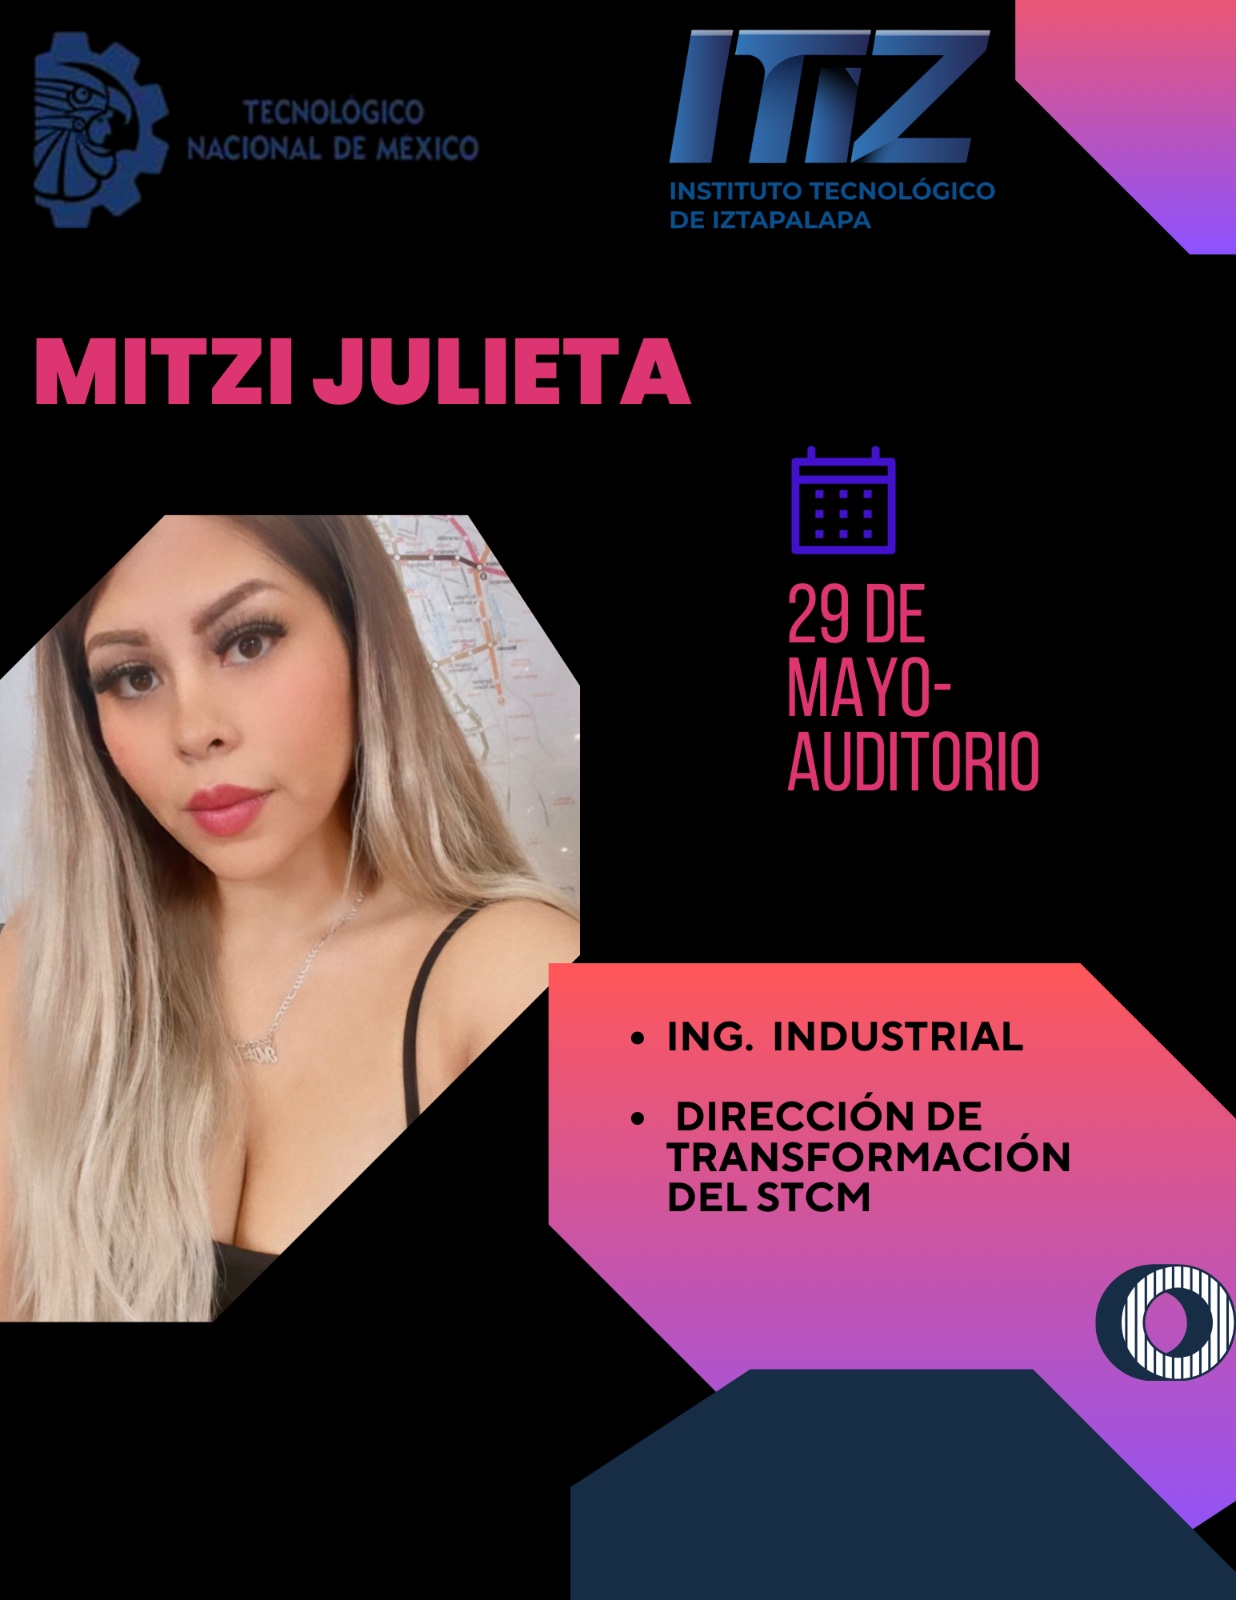 TECNOLÓGICO
NACIONAL DE MÉXICO
ITIZ
INSTITUTO TECNOLÓGICO
DE IZTAPALAPA
MITZI JULIETA
29 DE
MAYO-
AUDITORIO
• ING. INDUSTRIAL
• DIRECCIÓN DE
TRANSFORMACIÓN
DEL STCM